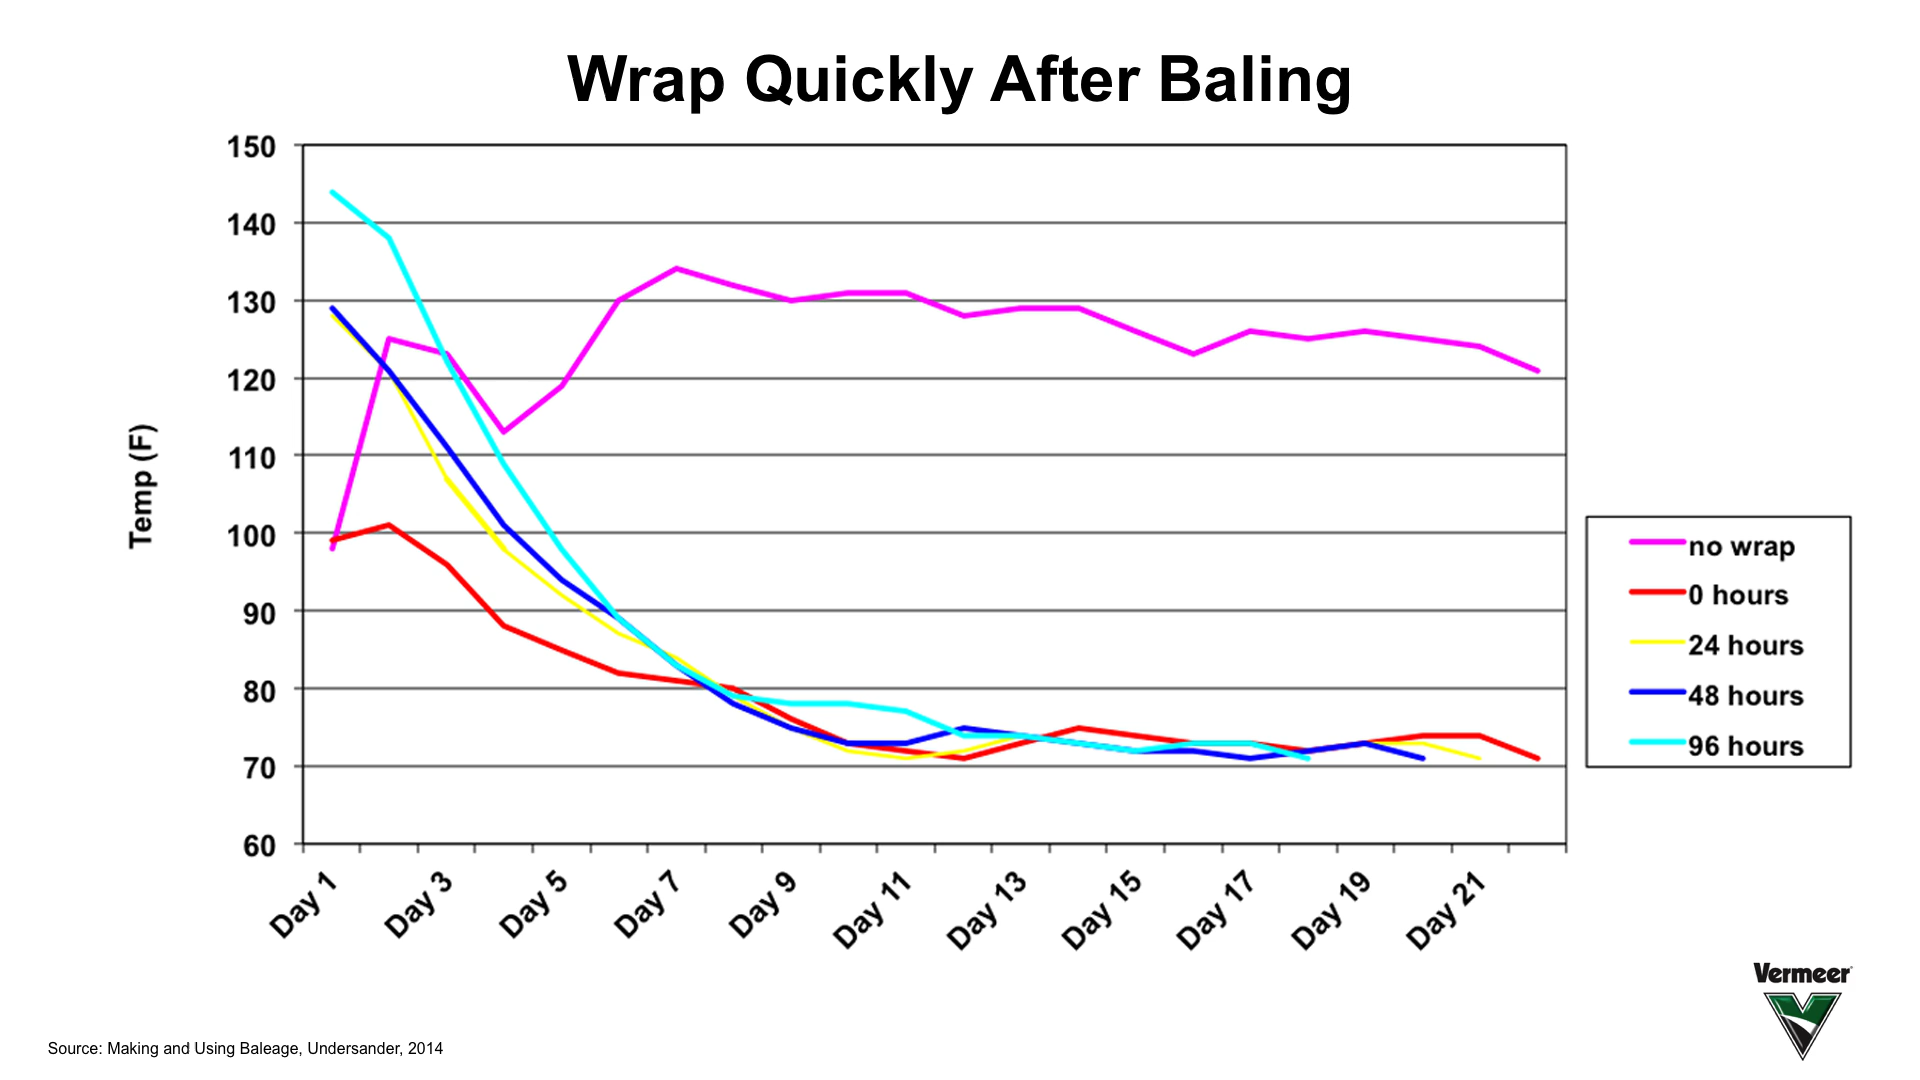 Wrap Quickly After Baling
150
140
130
120
110
100
90
80
70
60
Temp (F)
Day 1
Day 3
Day 5
Day 7
Day 9
Day 11
Day 13
Day 15
Day 17
Day 19
Day 21
no wrap
0 hours
24 hours
48 hours
96 hours
Vermeer
Source: Making and Using Baleage, Undersander, 2014